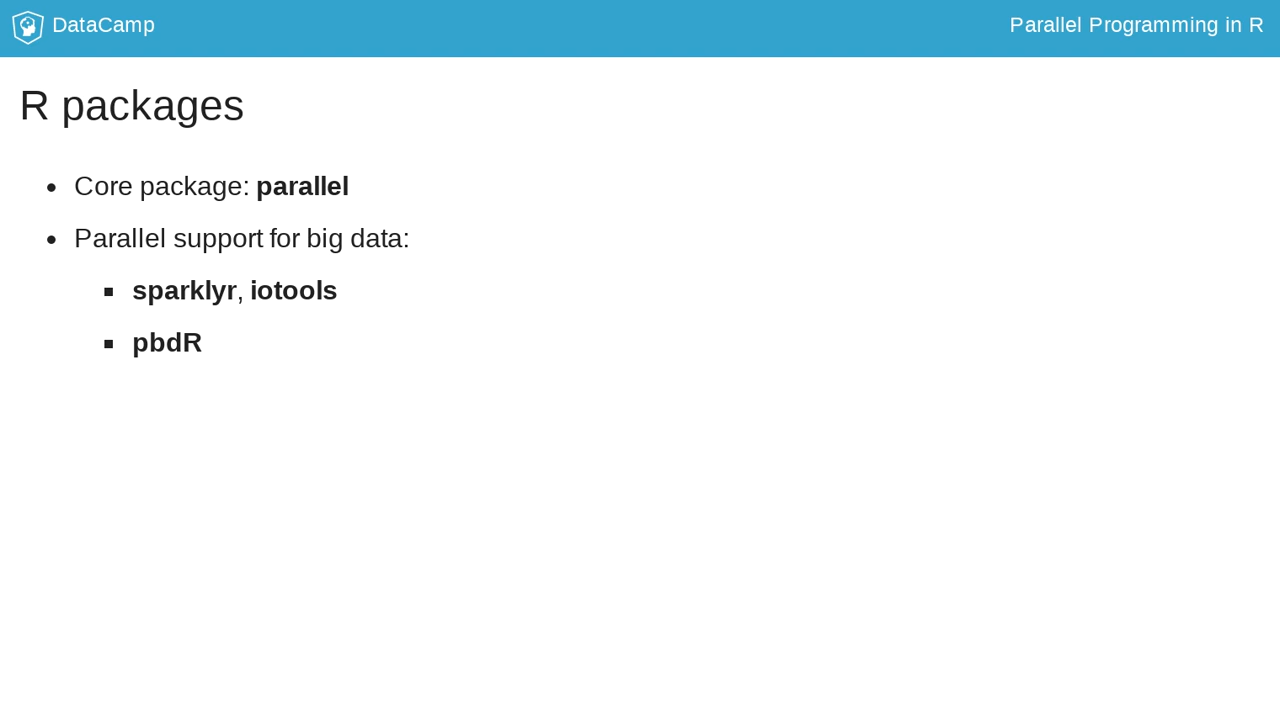 DataCamp
Parallel Programming in R
R packages
Core package: parallel
Parallel support for big data:
sparklyr, iotools
pbdR